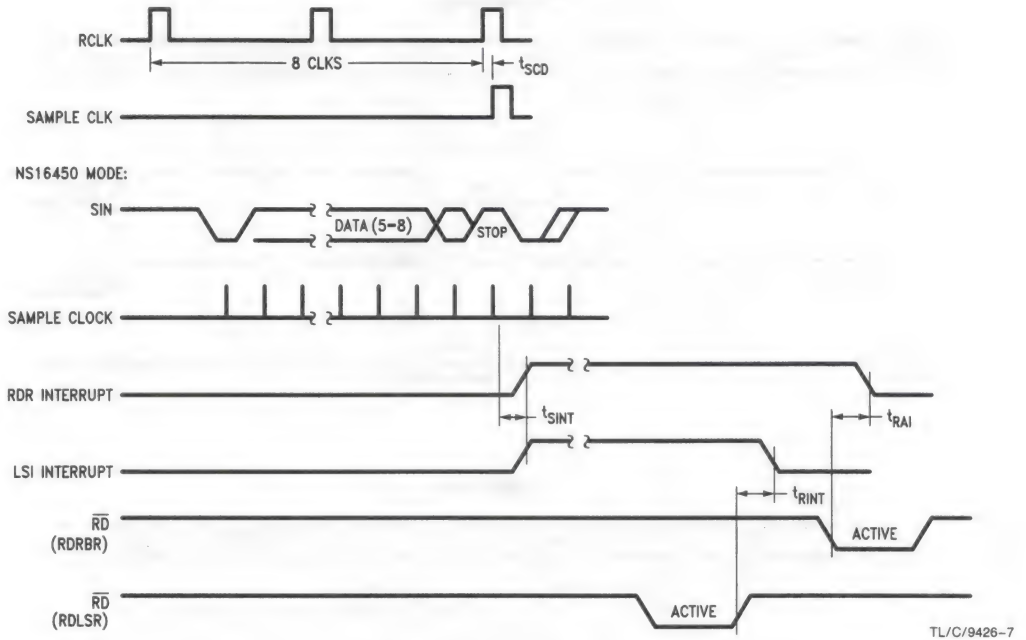 RCLK
8 CLKS
tSCD
SAMPLE CLK
NS16450 MODE:
SIN
DATA (5-8)
STOP
SAMPLE CLOCK
RDR INTERRUPT
tSINT
tRAI
LSI INTERRUPT
tRINT
RD
(RDRBR)
ACTIVE
RD
(RDLSR)
ACTIVE
TL/C/9426-7